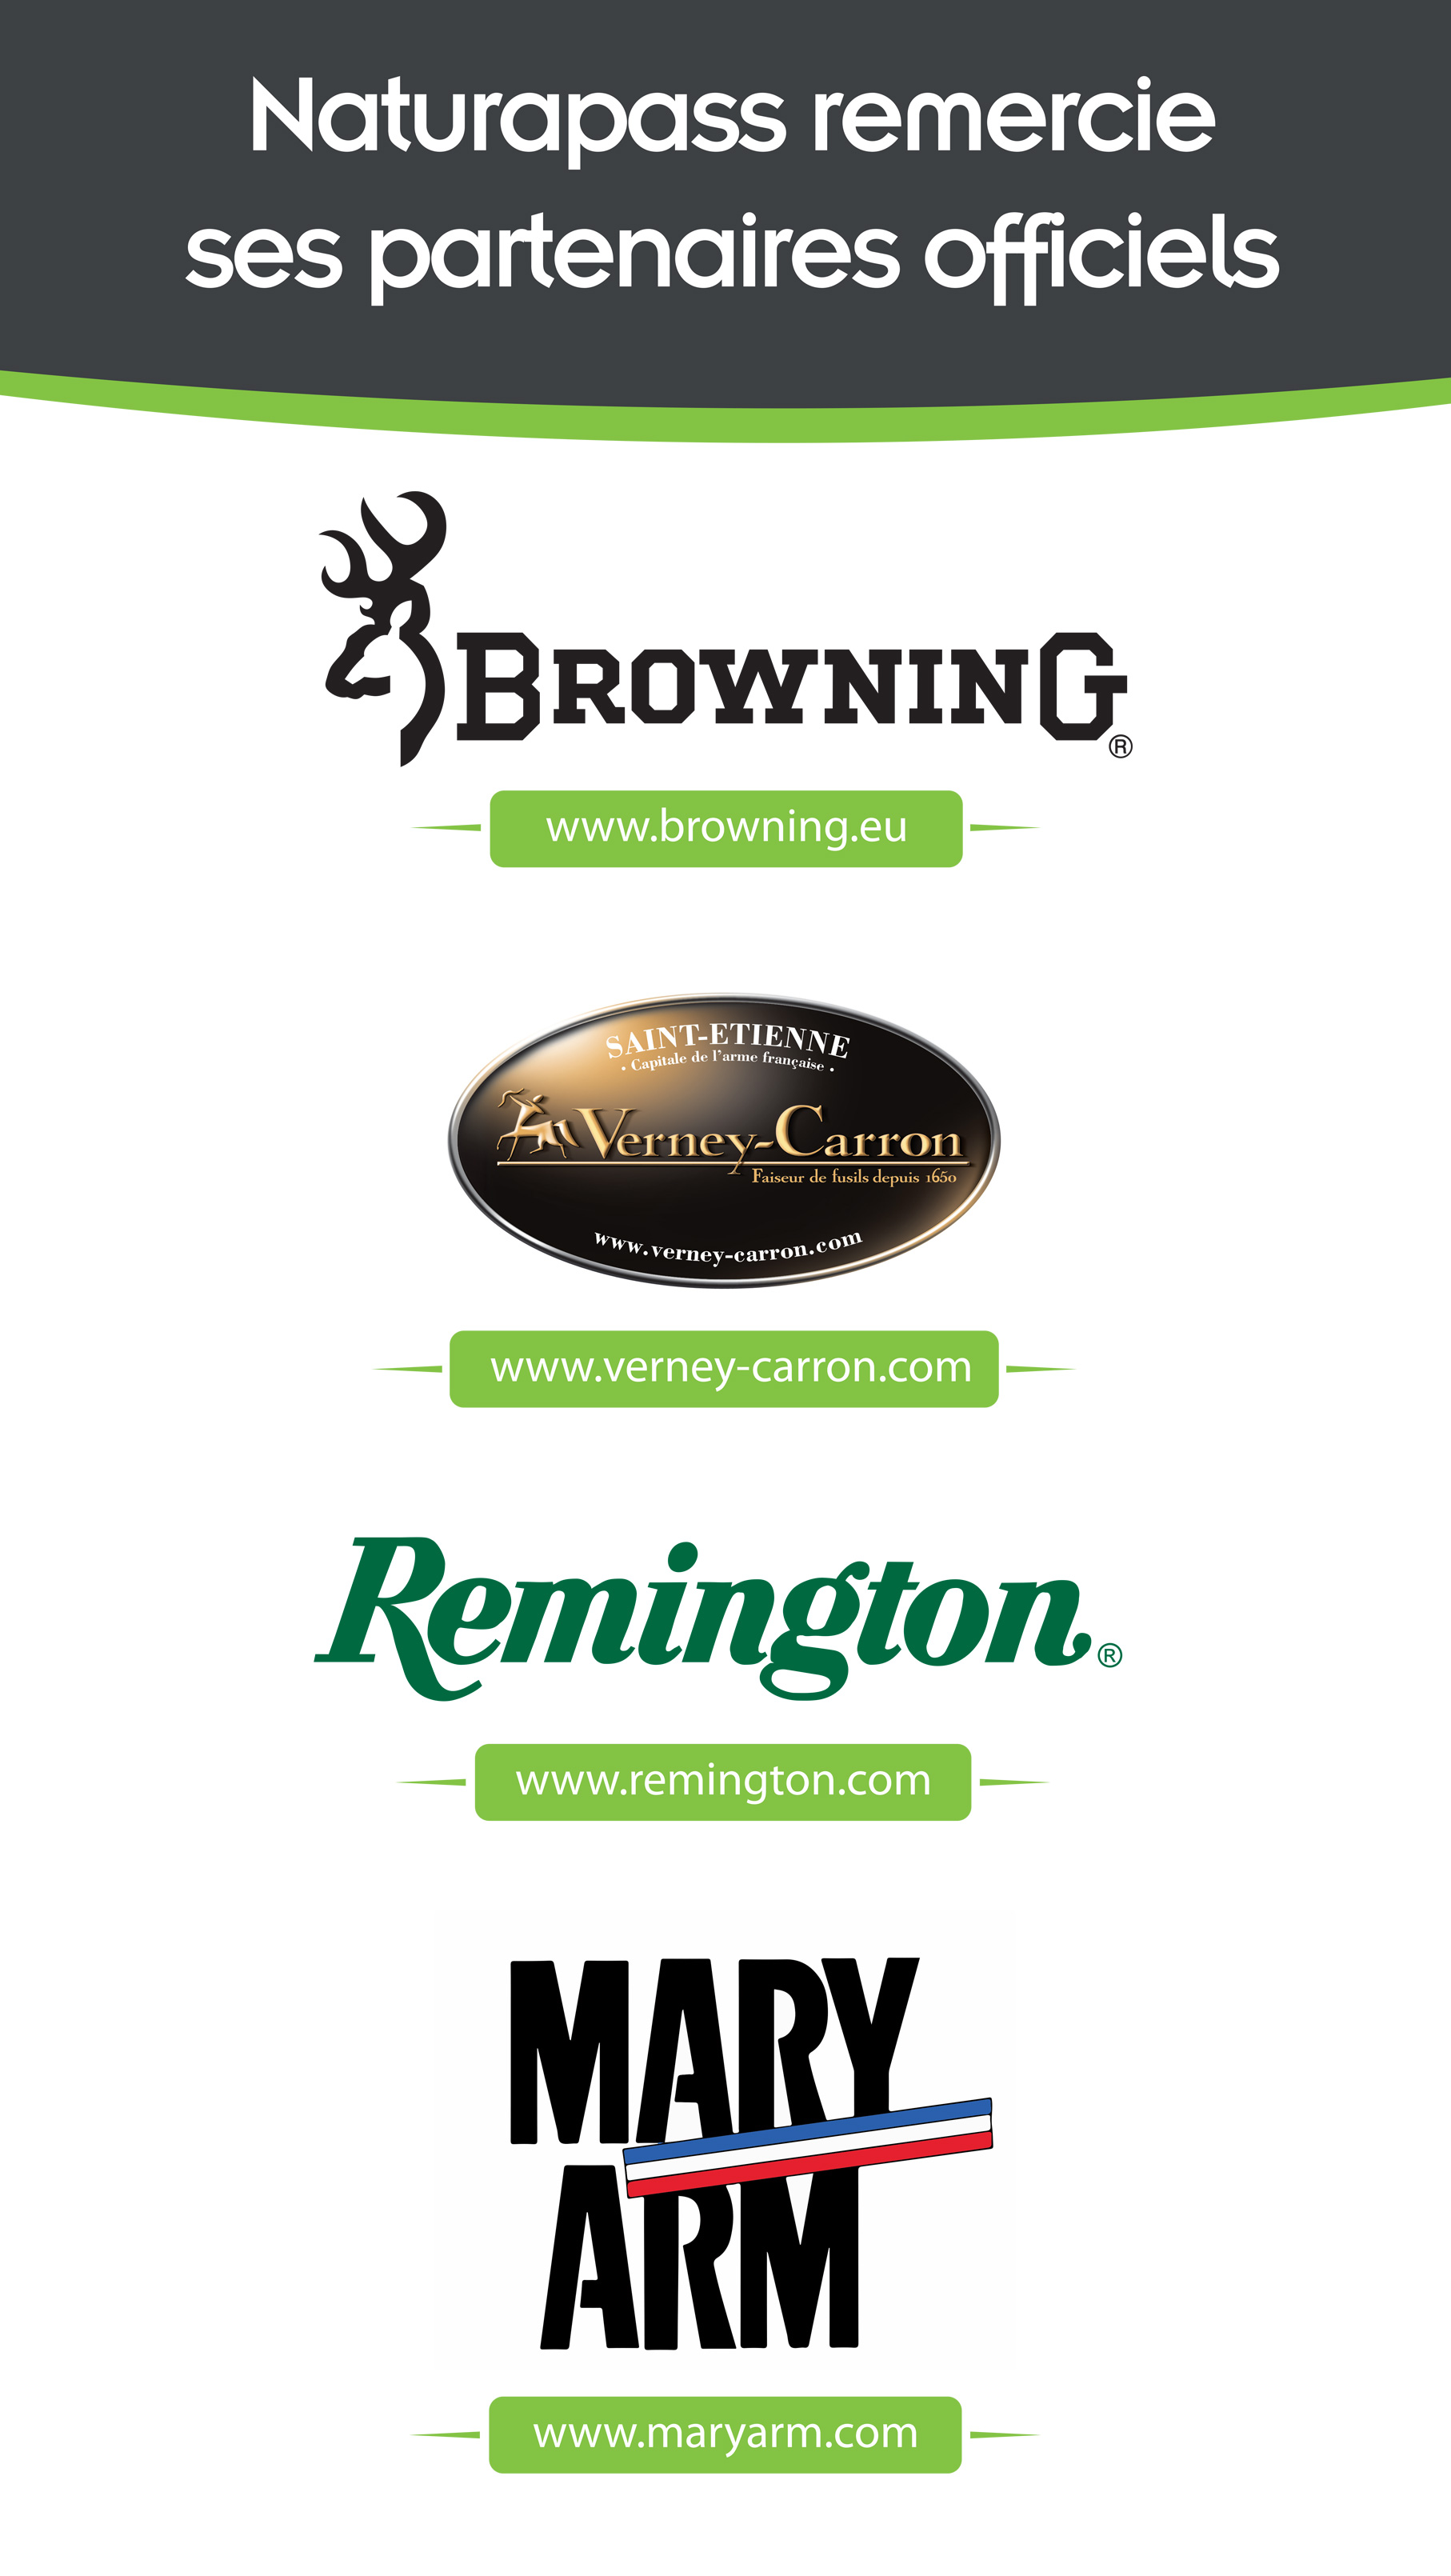 Naturapass remercie
ses partenaires officiels
BROWNING®
www.browning.eu
SAINT-ETIENNE
• Capitale de l'arme française •
Verney-Carron
Faiseur de fusils depuis 1650
www.verney-carron.com
www.verney-carron.com
Remington®
www.remington.com
MARY
ARM
www.maryarm.com